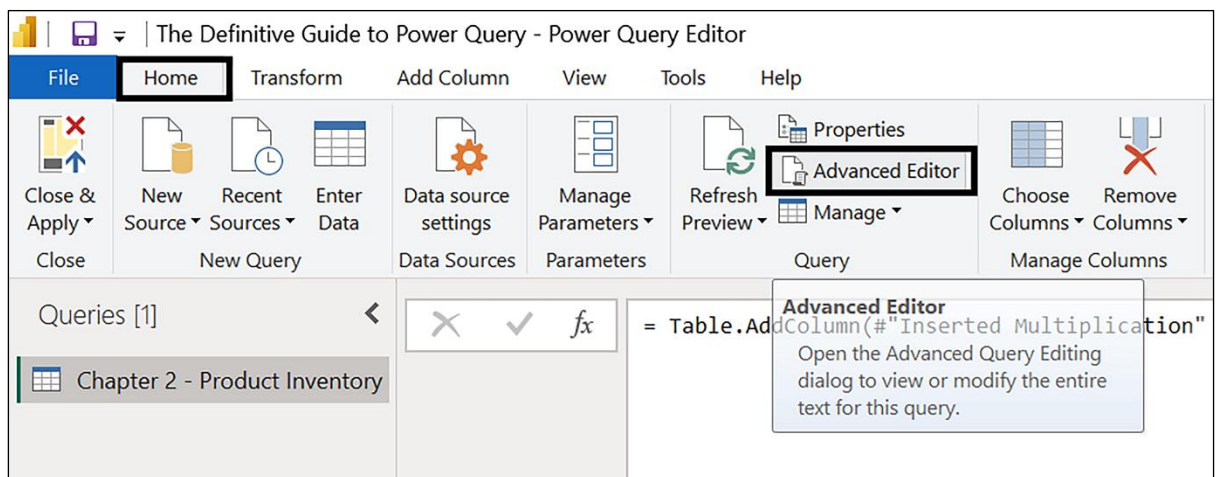 The Definitive Guide to Power Query - Power Query Editor
File Home Transform Add Column View Tools Help
Close & Apply
New Source
Recent Sources
Enter Data
Data source settings
Manage Parameters
Refresh Preview
Properties
Advanced Editor
Manage
Choose Columns
Remove Columns
Close New Query Data Sources Parameters Query Manage Columns
Queries [1]
fx
= Table.AddColumn(#"Inserted Multiplication"
Chapter 2 - Product Inventory
Advanced Editor
Open the Advanced Query Editing
dialog to view or modify the entire
text for this query.